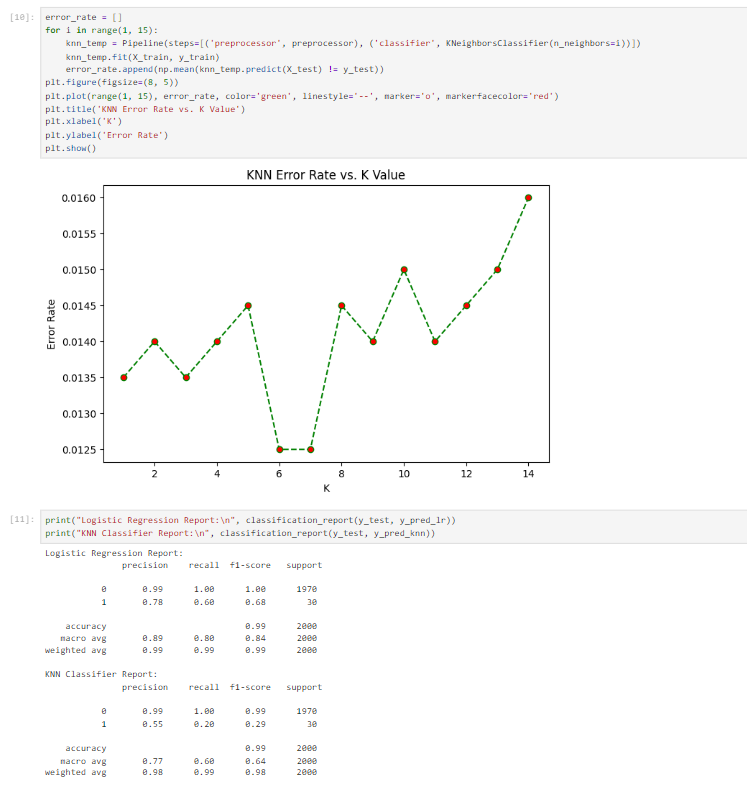 [10]: error_rate = []
for i in range(1, 15):
    knn_temp = Pipeline(steps=[('preprocessor', preprocessor), ('classifier', KNeighborsClassifier(n_neighbors=i))])
    knn_temp.fit(X_train, y_train)
    error_rate.append(np.mean(knn_temp.predict(X_test) != y_test))
plt.figure(figsize=(8, 5))
plt.plot(range(1, 15), error_rate, color='green', linestyle='--', marker='o', markerfacecolor='red')
plt.title('KNN Error Rate vs. K Value')
plt.xlabel('K')
plt.ylabel('Error Rate')
plt.show()
KNN Error Rate vs. K Value
0.0160
0.0155
0.0150
0.0145
0.0140
0.0135
0.0130
0.0125
Error Rate
2 4 6 8 10 12 14
K
[11]: print("Logistic Regression Report:\n", classification_report(y_test, y_pred_lr))
print("KNN Classifier Report:\n", classification_report(y_test, y_pred_knn))
Logistic Regression Report:
precision recall f1-score support
0 0.99 1.00 1.00 1970
1 0.78 0.60 0.68 30
accuracy 0.99 2000
macro avg 0.89 0.80 0.84 2000
weighted avg 0.99 0.99 0.99 2000
KNN Classifier Report:
precision recall f1-score support
0 0.99 1.00 0.99 1970
1 0.55 0.20 0.29 30
accuracy 0.99 2000
macro avg 0.77 0.60 0.64 2000
weighted avg 0.98 0.99 0.98 2000